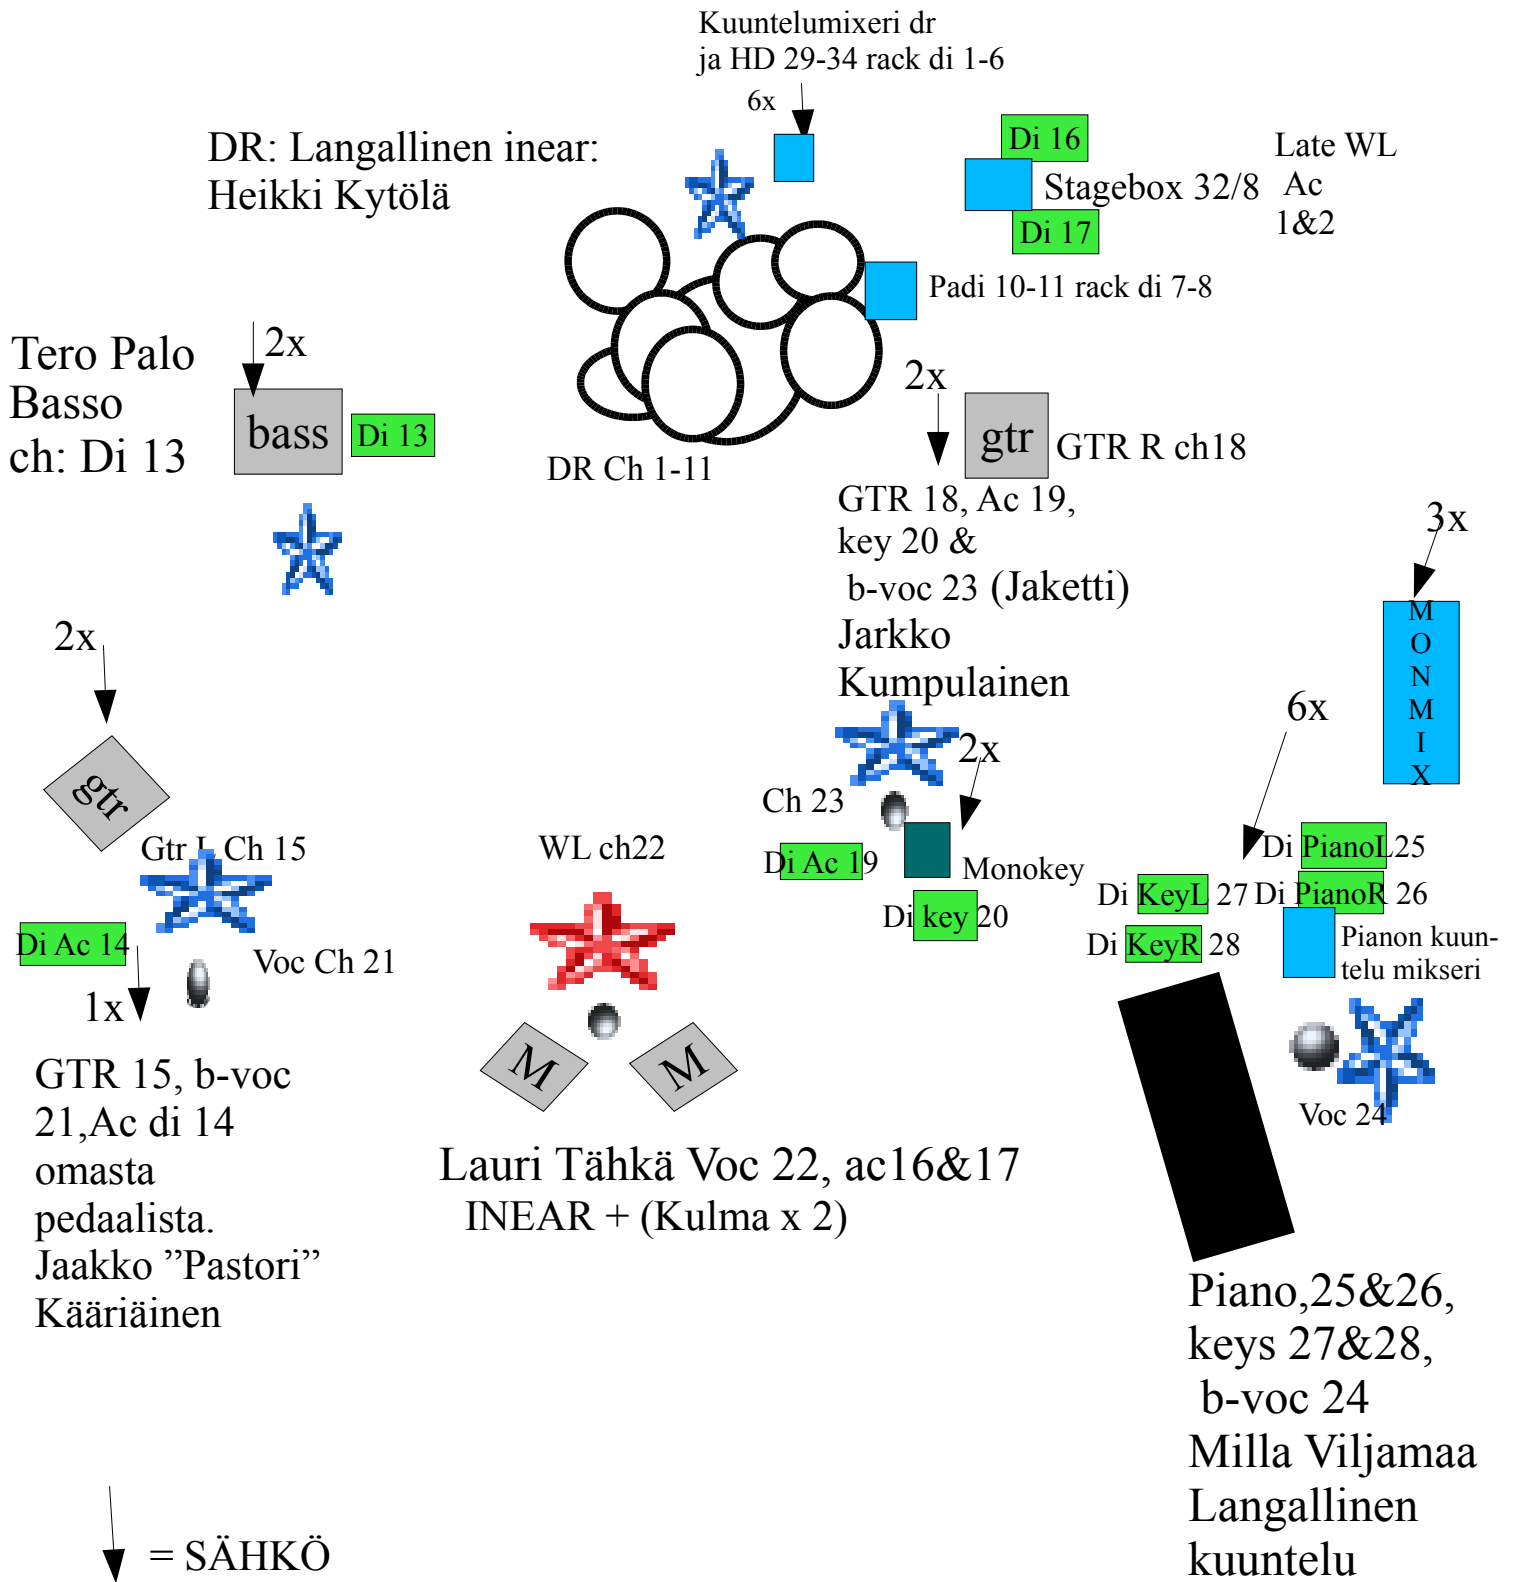 Kuuntelumixeri dr
ja HD 29-34 rack di 1-6
6x
DR: Langallinen inear:
Heikki Kytölä
Di 16
Stagebox 32/8
Di 17
Late WL
Ac
1&2
Padi 10-11 rack di 7-8
Tero Palo
Basso
ch: Di 13
2x
bass
Di 13
DR Ch 1-11
2x
gtr
GTR R ch18
GTR 18, Ac 19,
key 20 &
b-voc 23 (Jaketti)
Jarkko
Kumpulainen
3x
MONMIX
2x
gtr
Gtr L Ch 15
Di Ac 14
Voc Ch 21
1x
GTR 15, b-voc
21,Ac di 14
omasta
pedaalista.
Jaakko ”Pastori”
Kääriäinen
WL ch22
M
M
Lauri Tähkä Voc 22, ac16&17
INEAR + (Kulma x 2)
2x
Ch 23
Di Ac 19
Monokey
Di key 20
6x
Di PianoL25
Di KeyL 27
Di PianoR 26
Di KeyR 28
Pianon kuun-
telu mikseri
Voc 24
Piano,25&26,
keys 27&28,
b-voc 24
Milla Viljamaa
Langallinen
kuuntelu
= SÄHKÖ